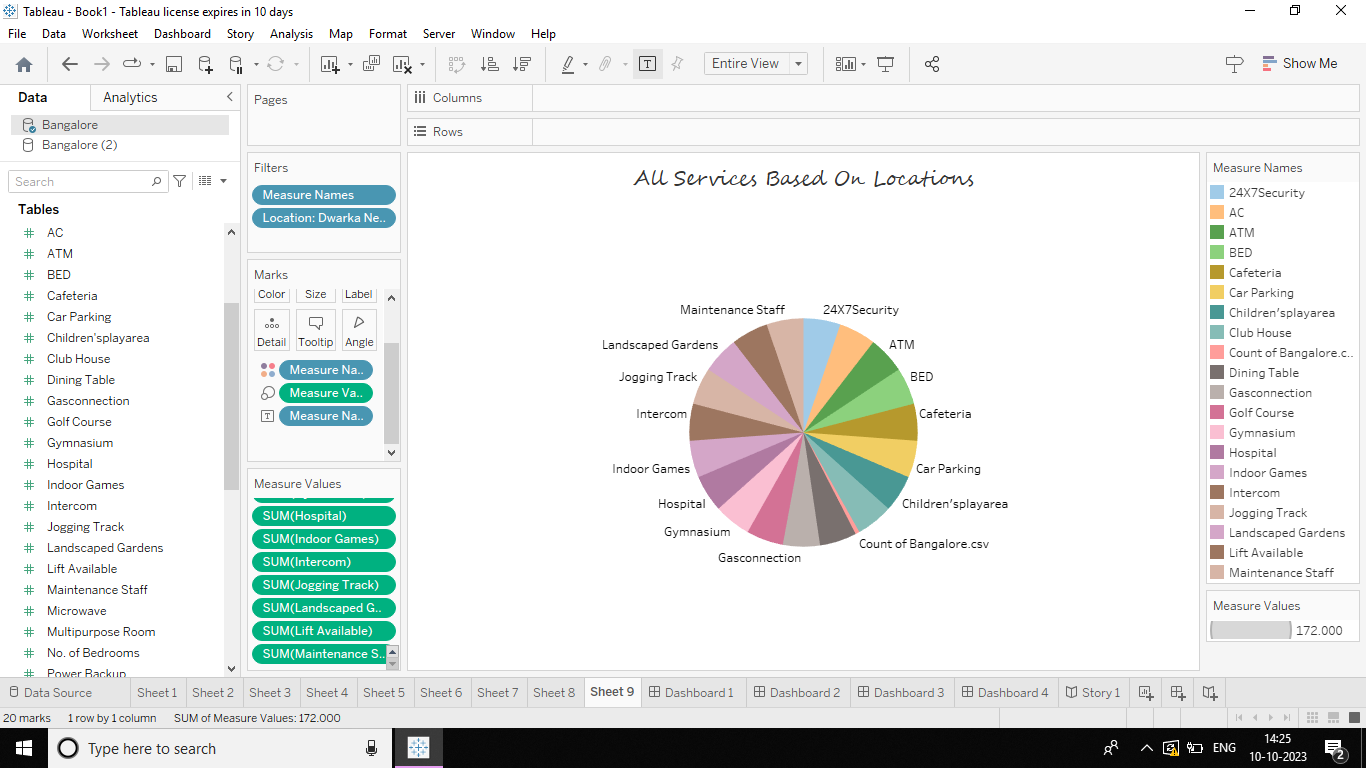 Tableau - Book1 - Tableau license expires in 10 days
File Data Worksheet Dashboard Story Analysis Map Format Server Window Help
Entire View
Show Me
Data Analytics
Bangalore
Bangalore (2)
Search
Tables
AC
ATM
BED
Cafeteria
Car Parking
Children'splayarea
Club House
Dining Table
Gasconnection
Golf Course
Gymnasium
Hospital
Indoor Games
Intercom
Jogging Track
Landscaped Gardens
Lift Available
Maintenance Staff
Microwave
Multipurpose Room
No. of Bedrooms
Power Backup
Pages
Filters
Measure Names
Location: Dwarka Ne..
Marks
Color Size Label
Detail Tooltip Angle
Measure Na..
Measure Va..
Measure Na..
Measure Values
SUM(Hospital)
SUM(Indoor Games)
SUM(Intercom)
SUM(Jogging Track)
SUM(Landscaped G..
SUM(Lift Available)
SUM(Maintenance S..
Columns
Rows
All Services Based On Locations
Maintenance Staff 24X7Security
Landscaped Gardens ATM
Jogging Track BED
Intercom Cafeteria
Indoor Games Car Parking
Hospital Children'splayarea
Gymnasium Count of Bangalore.csv
Gasconnection
Measure Names
24X7Security
AC
ATM
BED
Cafeteria
Car Parking
Children'splayarea
Club House
Count of Bangalore.c..
Dining Table
Gasconnection
Golf Course
Gymnasium
Hospital
Indoor Games
Intercom
Jogging Track
Landscaped Gardens
Lift Available
Maintenance Staff
Measure Values
172.000
Data Source Sheet 1 Sheet 2 Sheet 3 Sheet 4 Sheet 5 Sheet 6 Sheet 7 Sheet 8 Sheet 9 Dashboard 1 Dashboard 2 Dashboard 3 Dashboard 4 Story 1
20 marks 1 row by 1 column SUM of Measure Values: 172.000
Type here to search
ENG
14:25
10-10-2023
2